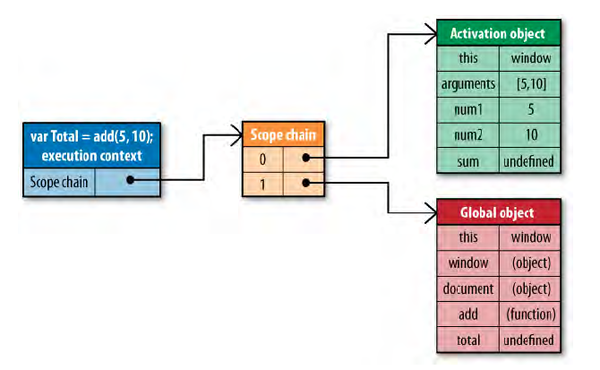 var Total = add(5, 10);
execution context
Scope chain
Scope chain
0
1
Activation object
this window
arguments [5,10]
num1 5
num2 10
sum undefined
Global object
this window
window (object)
document (object)
add (function)
total undefined